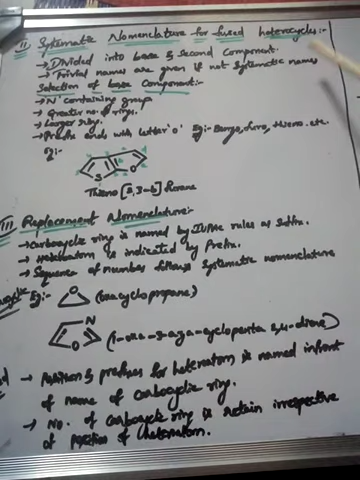 II) Systematic Nomenclature for fused heterocycles:-
→ Divided into base & second Component.
→ Trivial names are given if not systematic names
Selection of base Component:-
→ 'N' containing group
→ Greater no. of rings.
→ Larger ring.
→ Prefix ends with letter 'o' Eg:- Benzo, furo, thieno. etc.
Eg:-
S O
Thieno [2,3-b] furane
III) Replacement Nomenclature:-
→ Carbocyclic ring is named by IUPAC rules as suffix.
→ Heteroatom is indicated by Prefix.
→ Sequence of number follows systematic nomenclature
Eg:- O (oxacyclopropane)
N
O (1-oxa-3-aza-cyclopenta 2,4-diene)
→ Position & prefixes for heteroatom is named infront
of name of carbocyclic ring.
→ No. of carbocyclic ring is retain irrespective
of position of heteroatom.